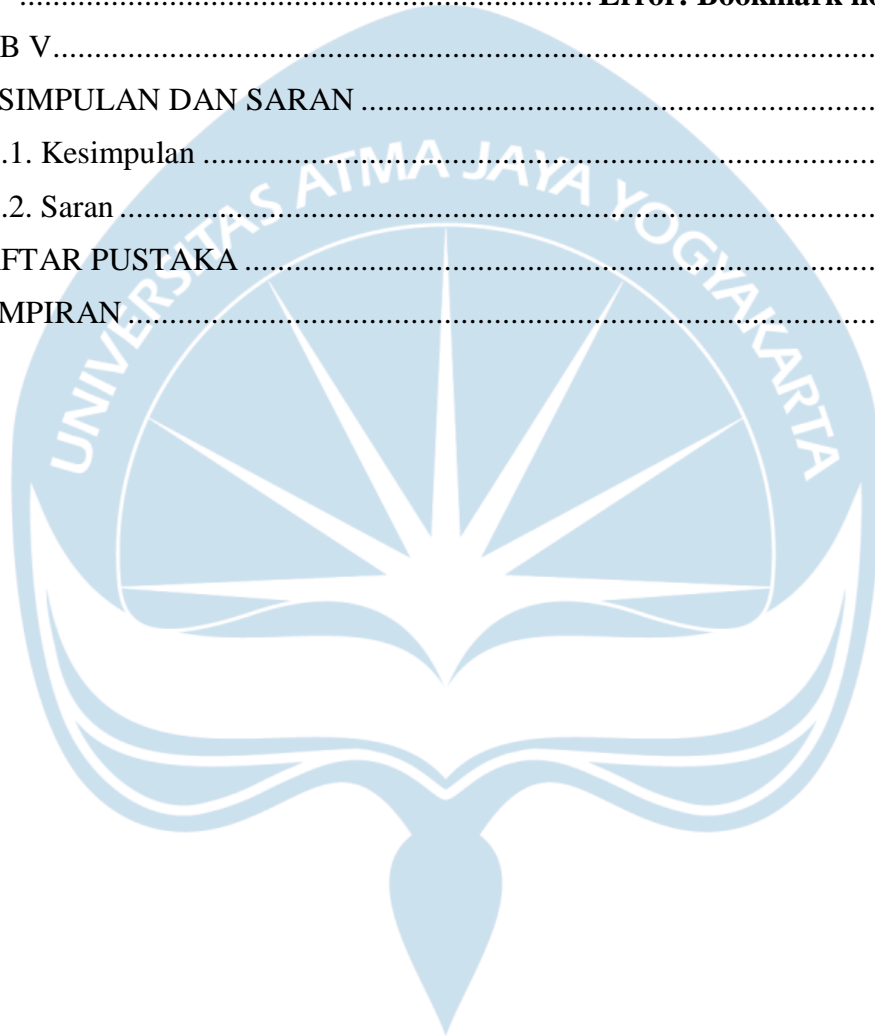 Error! Bookmark no
B V
SIMPULAN DAN SARAN
.1. Kesimpulan
.2. Saran
FTAR PUSTAKA
MPIRAN
UNIVERSITAS ATMA JAYA YOGYAKARTA